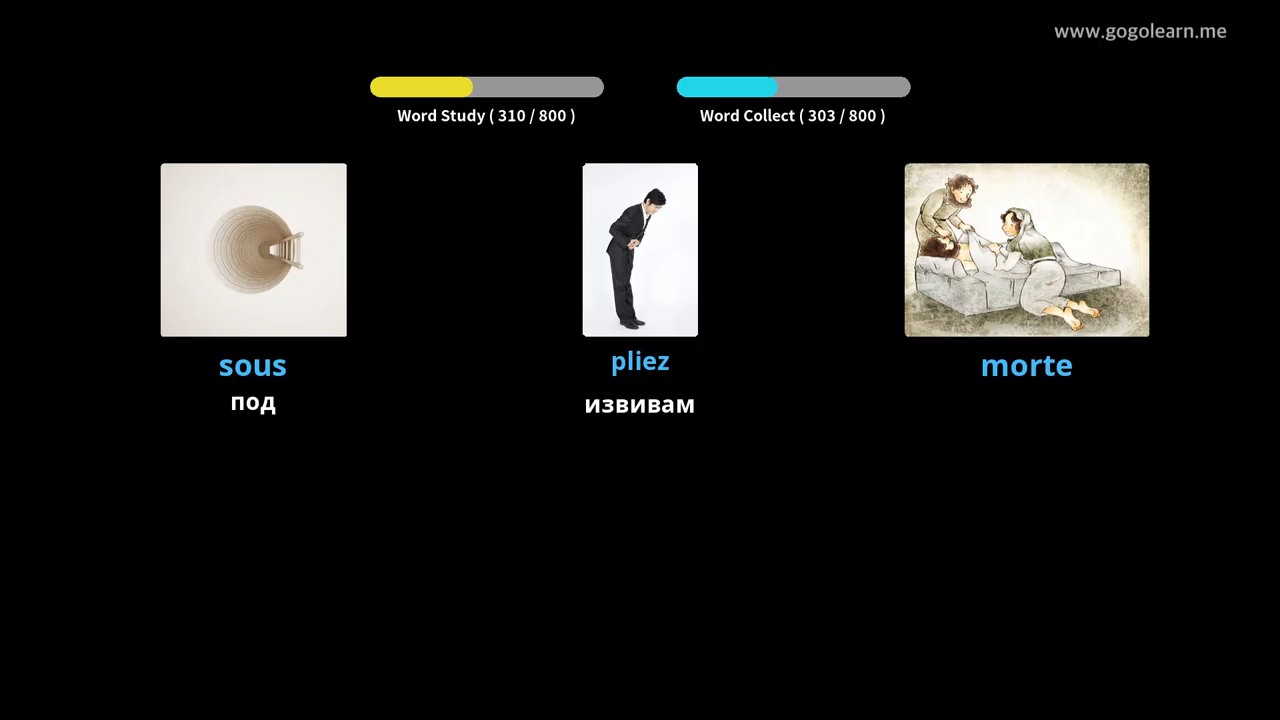 www.gogolearn.me
Word Study ( 310 / 800 )
Word Collect ( 303 / 800 )
sous
pliez
morte
под
извивам